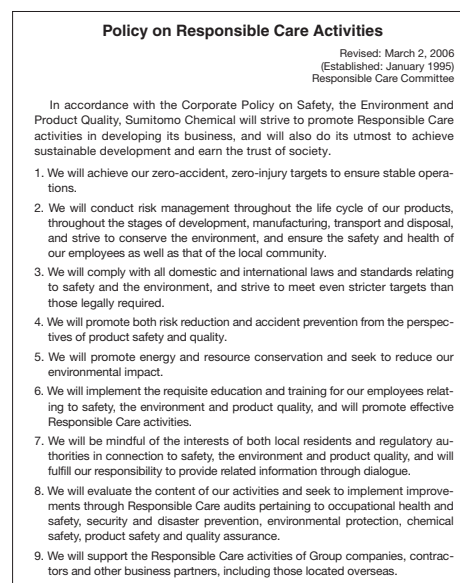 Policy on Responsible Care Activities
Revised: March 2, 2006
(Established: January 1995)
Responsible Care Committee
In accordance with the Corporate Policy on Safety, the Environment and
Product Quality, Sumitomo Chemical will strive to promote Responsible Care
activities in developing its business, and will also do its utmost to achieve
sustainable development and earn the trust of society.
1. We will achieve our zero-accident, zero-injury targets to ensure stable opera-
tions.
2. We will conduct risk management throughout the life cycle of our products,
throughout the stages of development, manufacturing, transport and disposal,
and strive to conserve the environment, and ensure the safety and health of
our employees as well as that of the local community.
3. We will comply with all domestic and international laws and standards relating
to safety and the environment, and strive to meet even stricter targets than
those legally required.
4. We will promote both risk reduction and accident prevention from the perspec-
tives of product safety and quality.
5. We will promote energy and resource conservation and seek to reduce our
environmental impact.
6. We will implement the requisite education and training for our employees relat-
ing to safety, the environment and product quality, and will promote effective
Responsible Care activities.
7. We will be mindful of the interests of both local residents and regulatory au-
thorities in connection to safety, the environment and product quality, and will
fulfill our responsibility to provide related information through dialogue.
8. We will evaluate the content of our activities and seek to implement improve-
ments through Responsible Care audits pertaining to occupational health and
safety, security and disaster prevention, environmental protection, chemical
safety, product safety and quality assurance.
9. We will support the Responsible Care activities of Group companies, contrac-
tors and other business partners, including those located overseas.